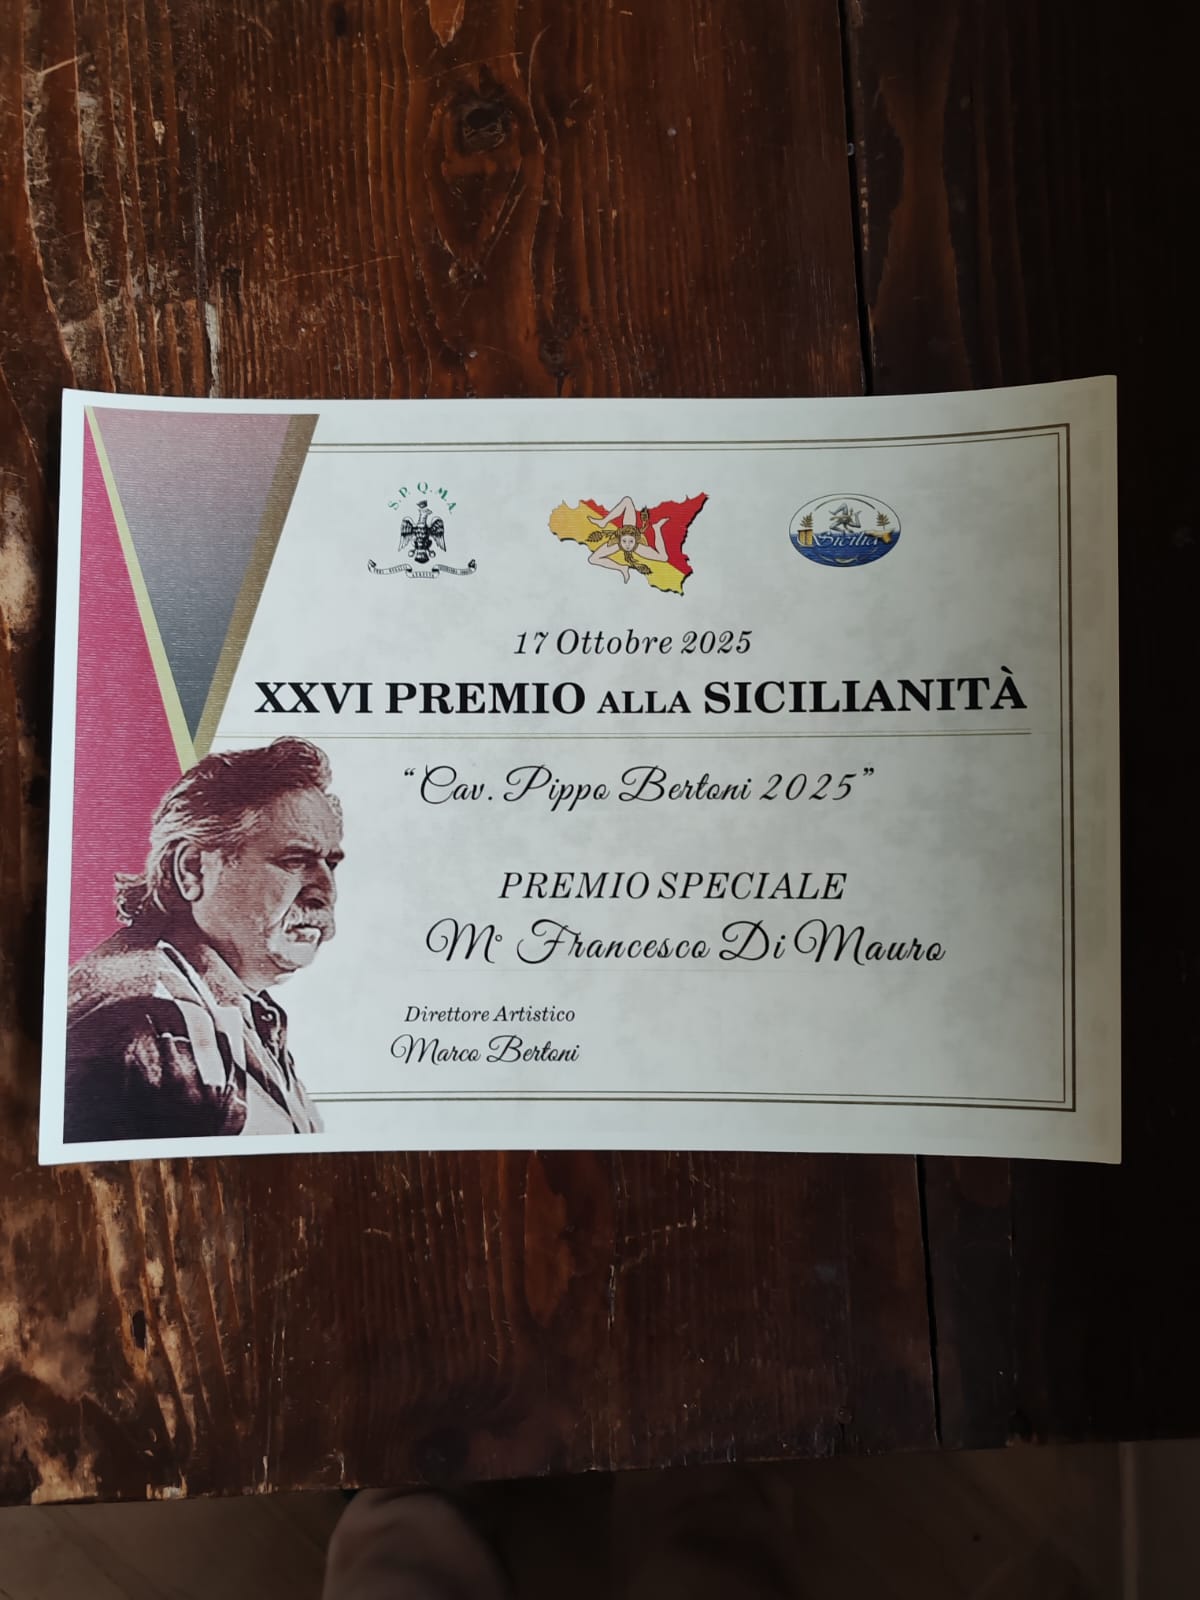 S.P.Q.M.A.
Sicilia
17 Ottobre 2025
XXVI PREMIO ALLA SICILIANITÀ
“Cav. Pippo Bertoni 2025”
PREMIO SPECIALE
M° Francesco Di Mauro
Direttore Artistico
Marco Bertoni